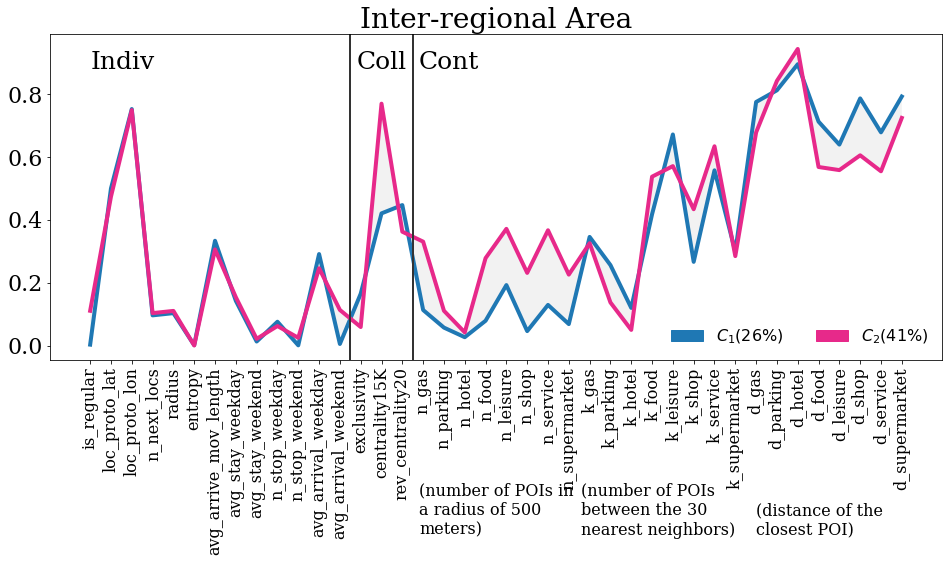 Inter-regional Area
Indiv
Coll
Cont
0.8
0.6
0.4
0.2
0.0
C₁(26%)
C₂(41%)
is_regular
loc_proto_lat
loc_proto_lon
n_next_locs
radius
entropy
avg_arrive_mov_length
avg_stay_weekday
avg_stay_weekend
n_stop_weekday
n_stop_weekend
avg_arrival_weekday
avg_arrival_weekend
exclusivity
centrality15K
rev_centrality20
n_gas
n_parking
n_hotel
n_food
n_leisure
n_shop
n_service
n_supermarket
k_gas
k_parking
k_hotel
k_food
k_leisure
k_shop
k_service
k_supermarket
d_gas
d_parking
d_hotel
d_food
d_leisure
d_shop
d_service
d_supermarket
(number of POIs in
a radius of 500
meters)
(number of POIs
between the 30
nearest neighbors)
(distance of the
closest POI)